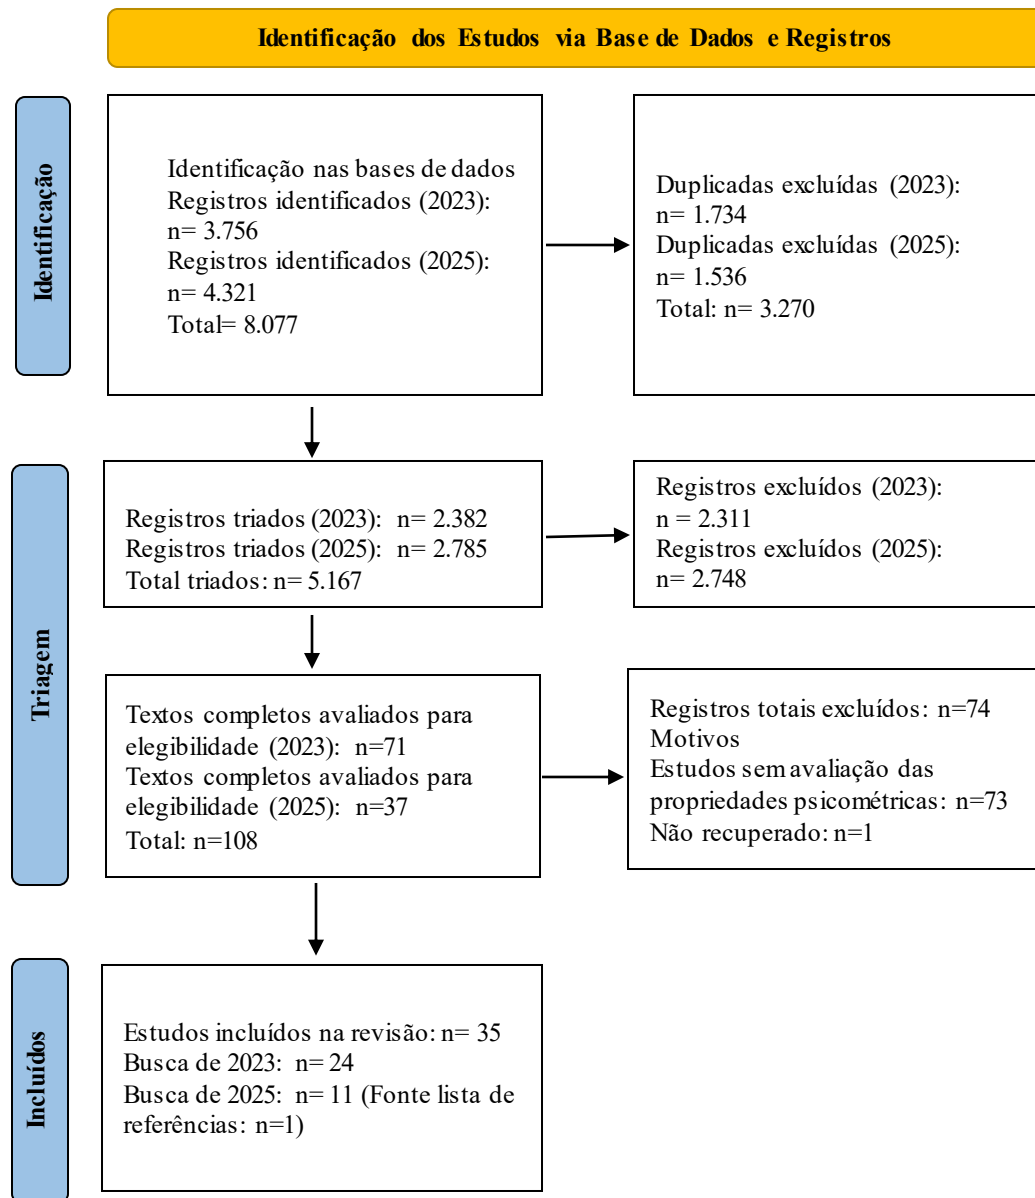 Identificação dos Estudos via Base de Dados e Registros
Identificação
Identificação nas bases de dados
Registros identificados (2023):
n= 3.756
Registros identificados (2025):
n= 4.321
Total= 8.077
Duplicadas excluídas (2023):
n= 1.734
Duplicadas excluídas (2025):
n= 1.536
Total: n= 3.270
Triagem
Registros triados (2023): n= 2.382
Registros triados (2025): n= 2.785
Total triados: n= 5.167
Registros excluídos (2023):
n = 2.311
Registros excluídos (2025):
n= 2.748
Textos completos avaliados para
elegibilidade (2023): n=71
Textos completos avaliados para
elegibilidade (2025): n=37
Total: n=108
Registros totais excluídos: n=74
Motivos
Estudos sem avaliação das
propriedades psicométricas: n=73
Não recuperado: n=1
Incluídos
Estudos incluídos na revisão: n= 35
Busca de 2023: n= 24
Busca de 2025: n= 11 (Fonte lista de
referências: n=1)